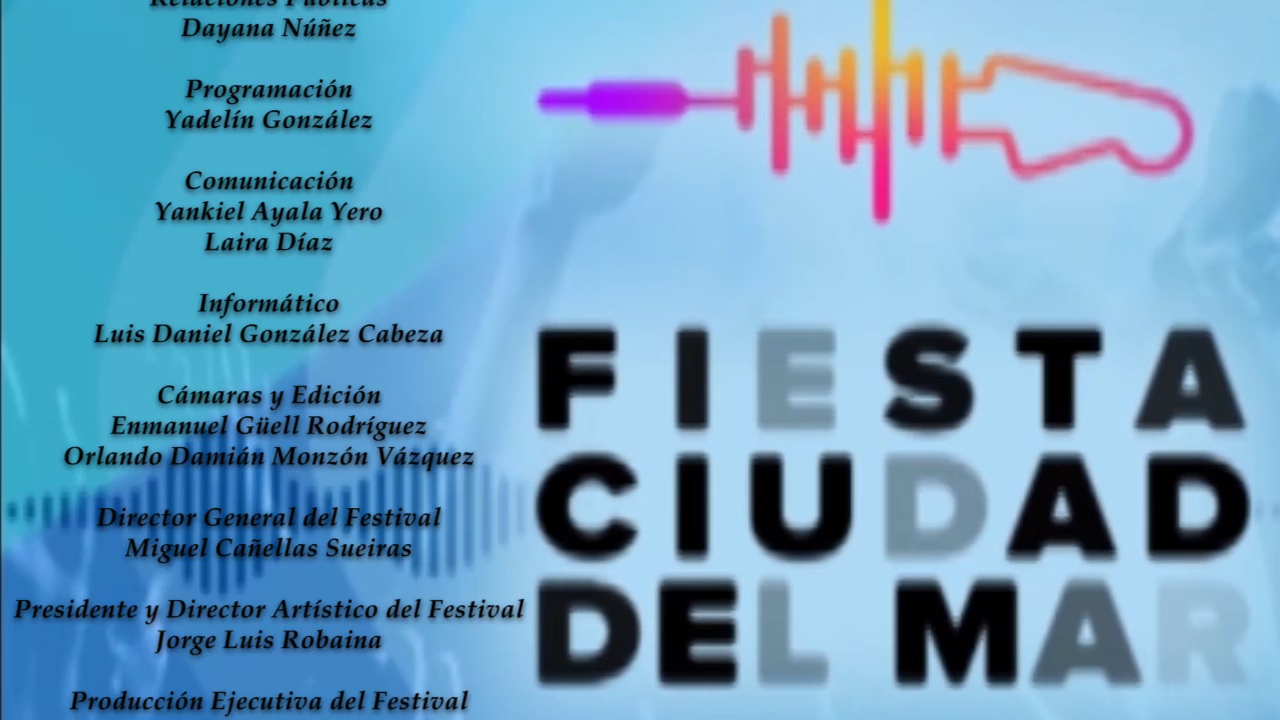 Relaciones Públicas
Dayana Núñez
Programación
Yadelín González
Comunicación
Yankiel Ayala Yero
Laira Díaz
Informático
Luis Daniel González Cabeza
Cámaras y Edición
Enmanuel Güell Rodríguez
Orlando Damián Monzón Vázquez
Director General del Festival
Miguel Cañellas Sueiras
Presidente y Director Artístico del Festival
Jorge Luis Robaina
Producción Ejecutiva del Festival
FIESTA
CIUDAD
DEL MAR